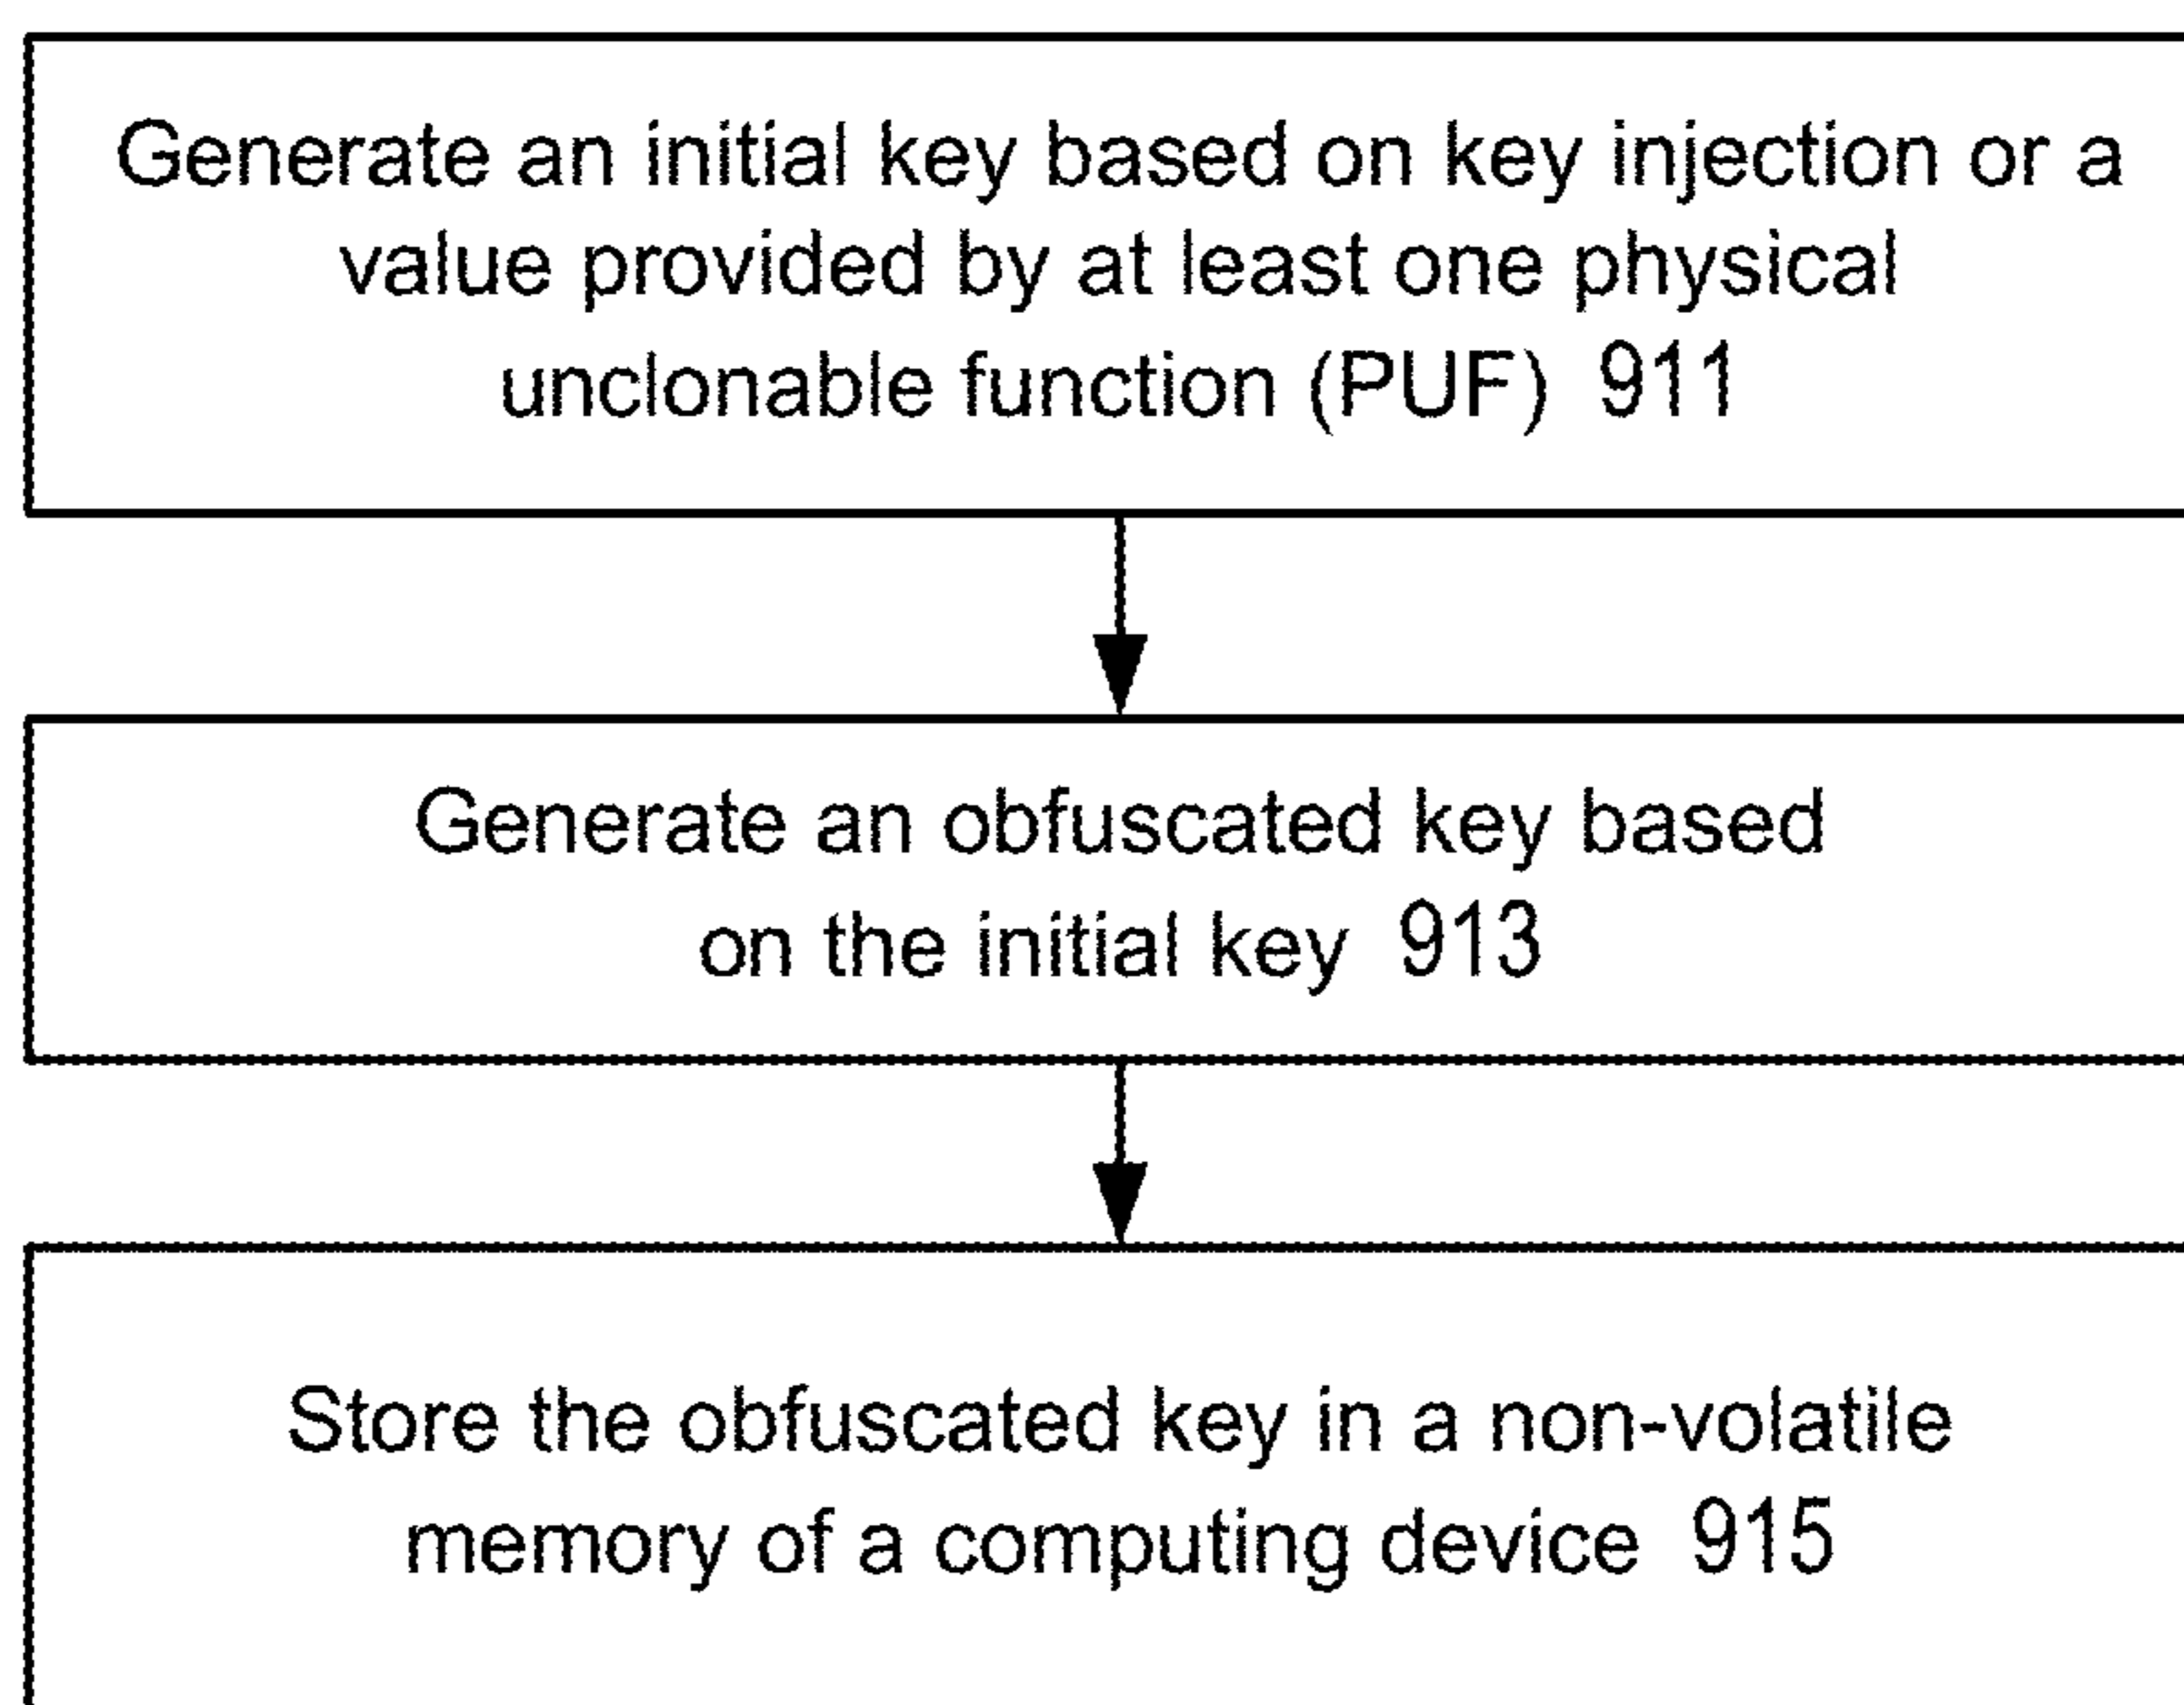 Generate an initial key based on key injection or a
value provided by at least one physical
unclonable function (PUF) 911
Generate an obfuscated key based
on the initial key 913
Store the obfuscated key in a non-volatile
memory of a computing device 915